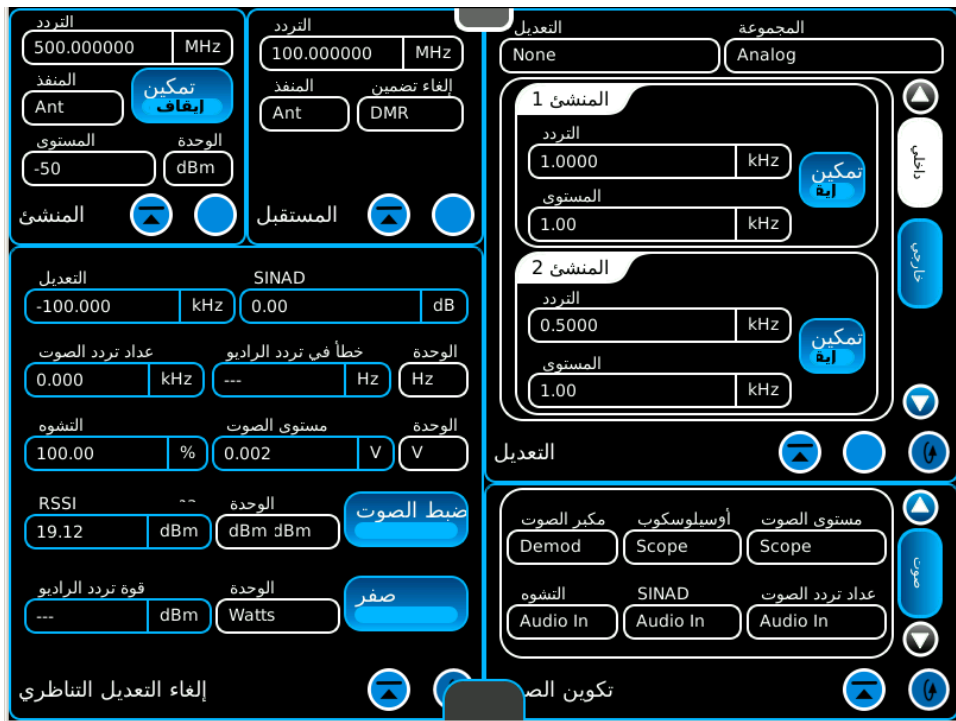 التردد
500.000000 MHz
المنفذ
Ant
تمكين
إيقاف
المستوى الوحدة
-50 dBm
المنشئ
التردد
100.000000 MHz
المنفذ إلغاء تضمين
Ant DMR
المستقبل
التعديل المجموعة
None Analog
المنشئ 1
التردد
1.0000 kHz
تمكين
المستوى
1.00 kHz
المنشئ 2
التردد
0.5000 kHz
تمكين
المستوى
1.00 kHz
داخلي
خارجي
التعديل
التعديل SINAD
-100.000 kHz 0.00 dB
عداد تردد الصوت خطأ في تردد الراديو الوحدة
0.000 kHz --- Hz Hz
التشوه مستوى الصوت الوحدة
100.00 % 0.002 V V
RSSI الوحدة
19.12 dBm dBm
ضبط الصوت
قوة تردد الراديو الوحدة
--- dBm Watts
صفر
إلغاء التعديل التناظري
مكبر الصوت أوسيلوسكوب مستوى الصوت
Demod Scope Scope
التشوه SINAD عداد تردد الصوت
Audio In Audio In Audio In
صوت
تكوين